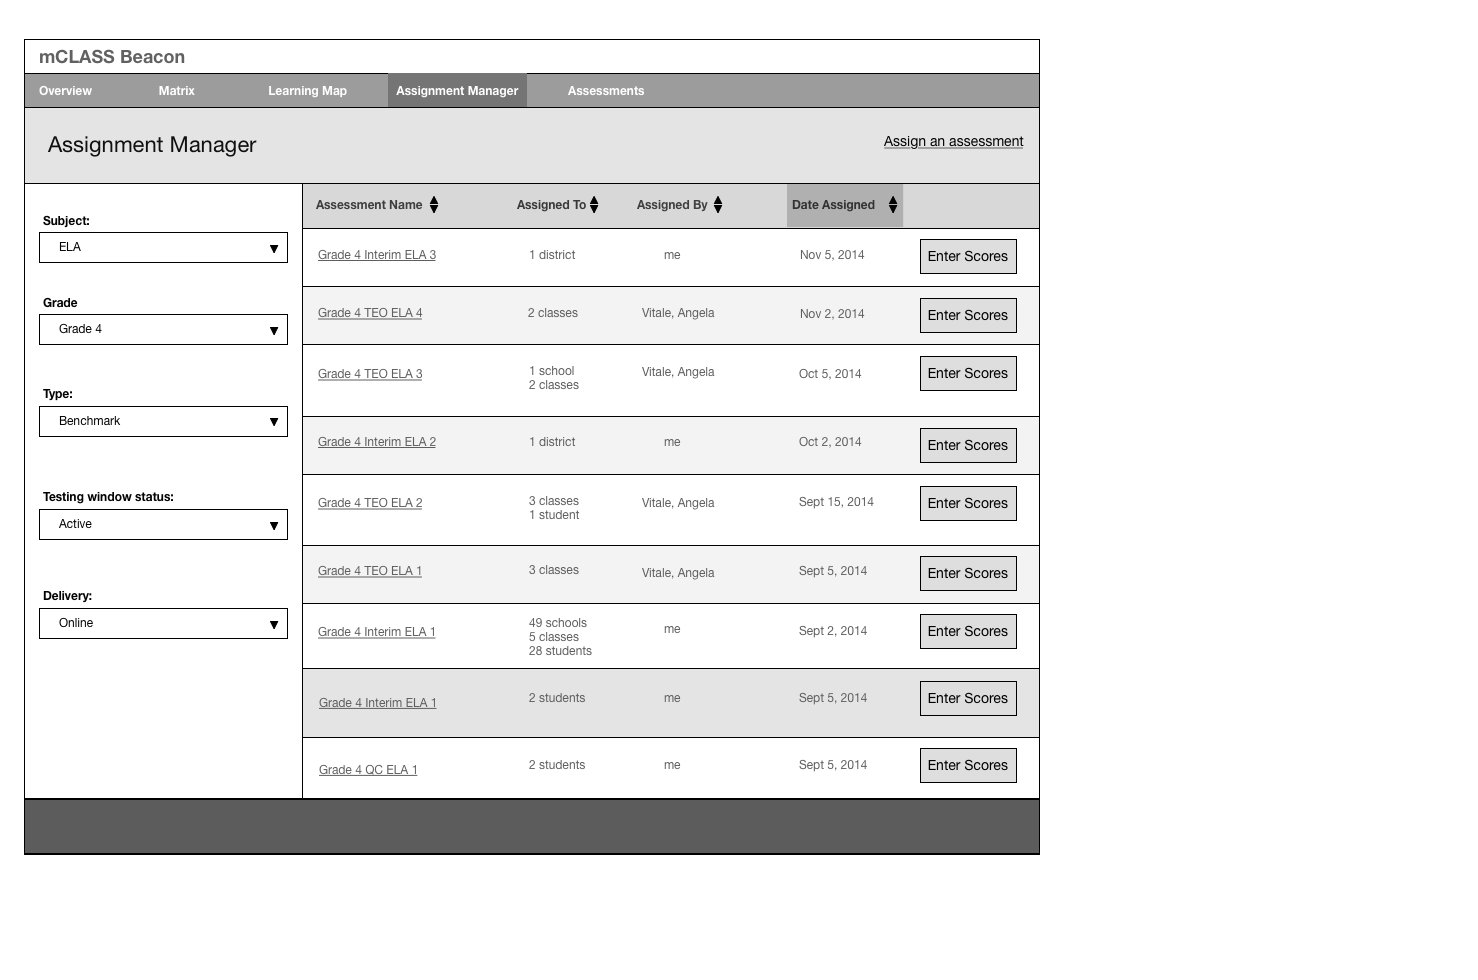 mCLASS Beacon
Overview Matrix Learning Map Assignment Manager Assessments
Assignment Manager
Assign an assessment
Subject:
ELA
Grade
Grade 4
Type:
Benchmark
Testing window status:
Active
Delivery:
Online
Assessment Name Assigned To Assigned By Date Assigned
Grade 4 Interim ELA 3 1 district me Nov 5, 2014 Enter Scores
Grade 4 TEO ELA 4 2 classes Vitale, Angela Nov 2, 2014 Enter Scores
Grade 4 TEO ELA 3 1 school Vitale, Angela Oct 5, 2014 Enter Scores
2 classes
Grade 4 Interim ELA 2 1 district me Oct 2, 2014 Enter Scores
Grade 4 TEO ELA 2 3 classes Vitale, Angela Sept 15, 2014 Enter Scores
1 student
Grade 4 TEO ELA 1 3 classes Vitale, Angela Sept 5, 2014 Enter Scores
49 schools
Grade 4 Interim ELA 1 5 classes me Sept 2, 2014 Enter Scores
28 students
Grade 4 Interim ELA 1 2 students me Sept 5, 2014 Enter Scores
Grade 4 QC ELA 1 2 students me Sept 5, 2014 Enter Scores